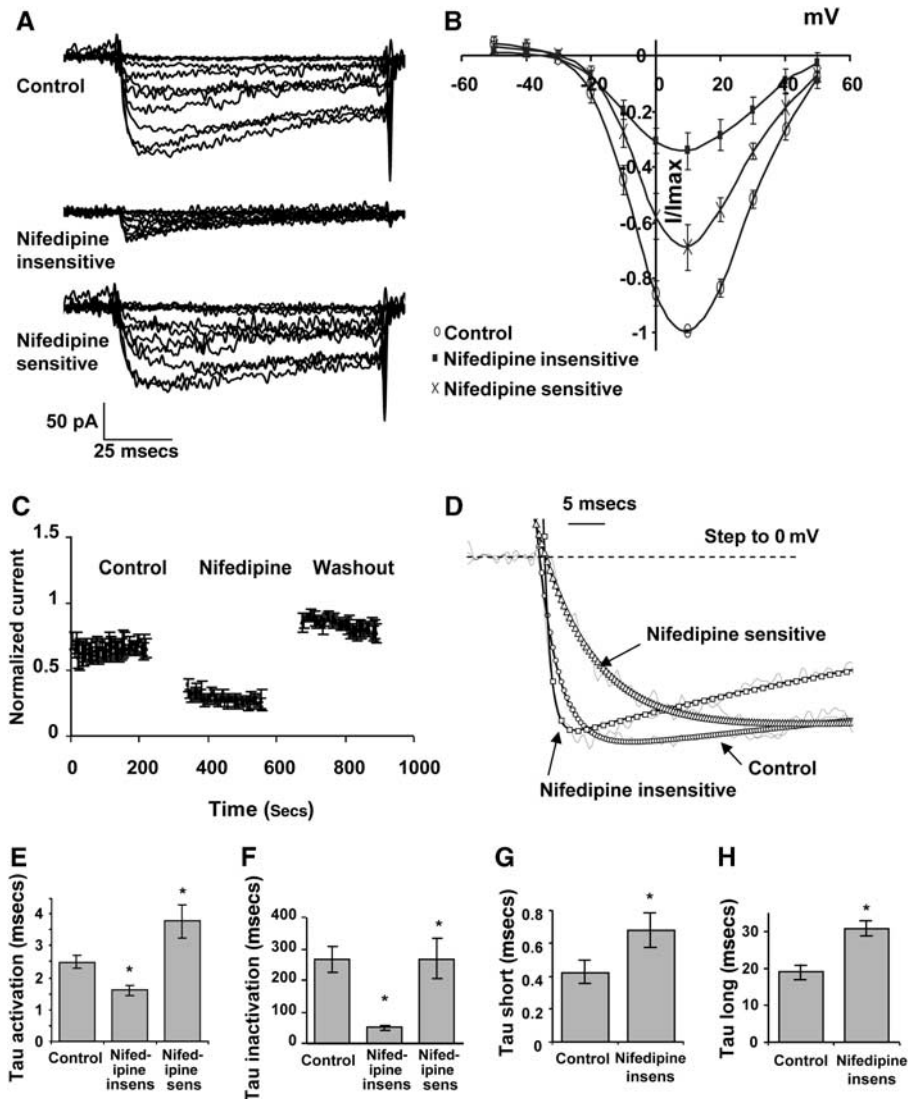 A
Control
Nifedipine
insensitive
Nifedipine
sensitive
50 pA
25 msecs
B
mV
-60 -40 -20 0 20 40 60
0
-0.2
-0.4
-0.6
-0.8
-1
I/Imax
Control
Nifedipine insensitive
Nifedipine sensitive
C
Normalized current
1.5
1
0.5
0
Control Nifedipine Washout
0 200 400 600 800 1000
Time (Secs)
D
5 msecs
Step to 0 mV
Nifedipine sensitive
Control
Nifedipine insensitive
E
Tau activation (msecs)
4
3
2
1
0
*
*
Control
Nifed-
ipine
insens
Nifed-
ipine
sens
F
Tau inactivation (msecs)
400
300
200
100
0
*
*
Control
Nifed-
ipine
insens
Nifed-
ipine
sens
G
Tau short (msecs)
0.8
0.6
0.4
0.2
0
*
Control
Nifedipine
insens
H
Tau long (msecs)
30
20
10
0
*
Control
Nifedipine
insens